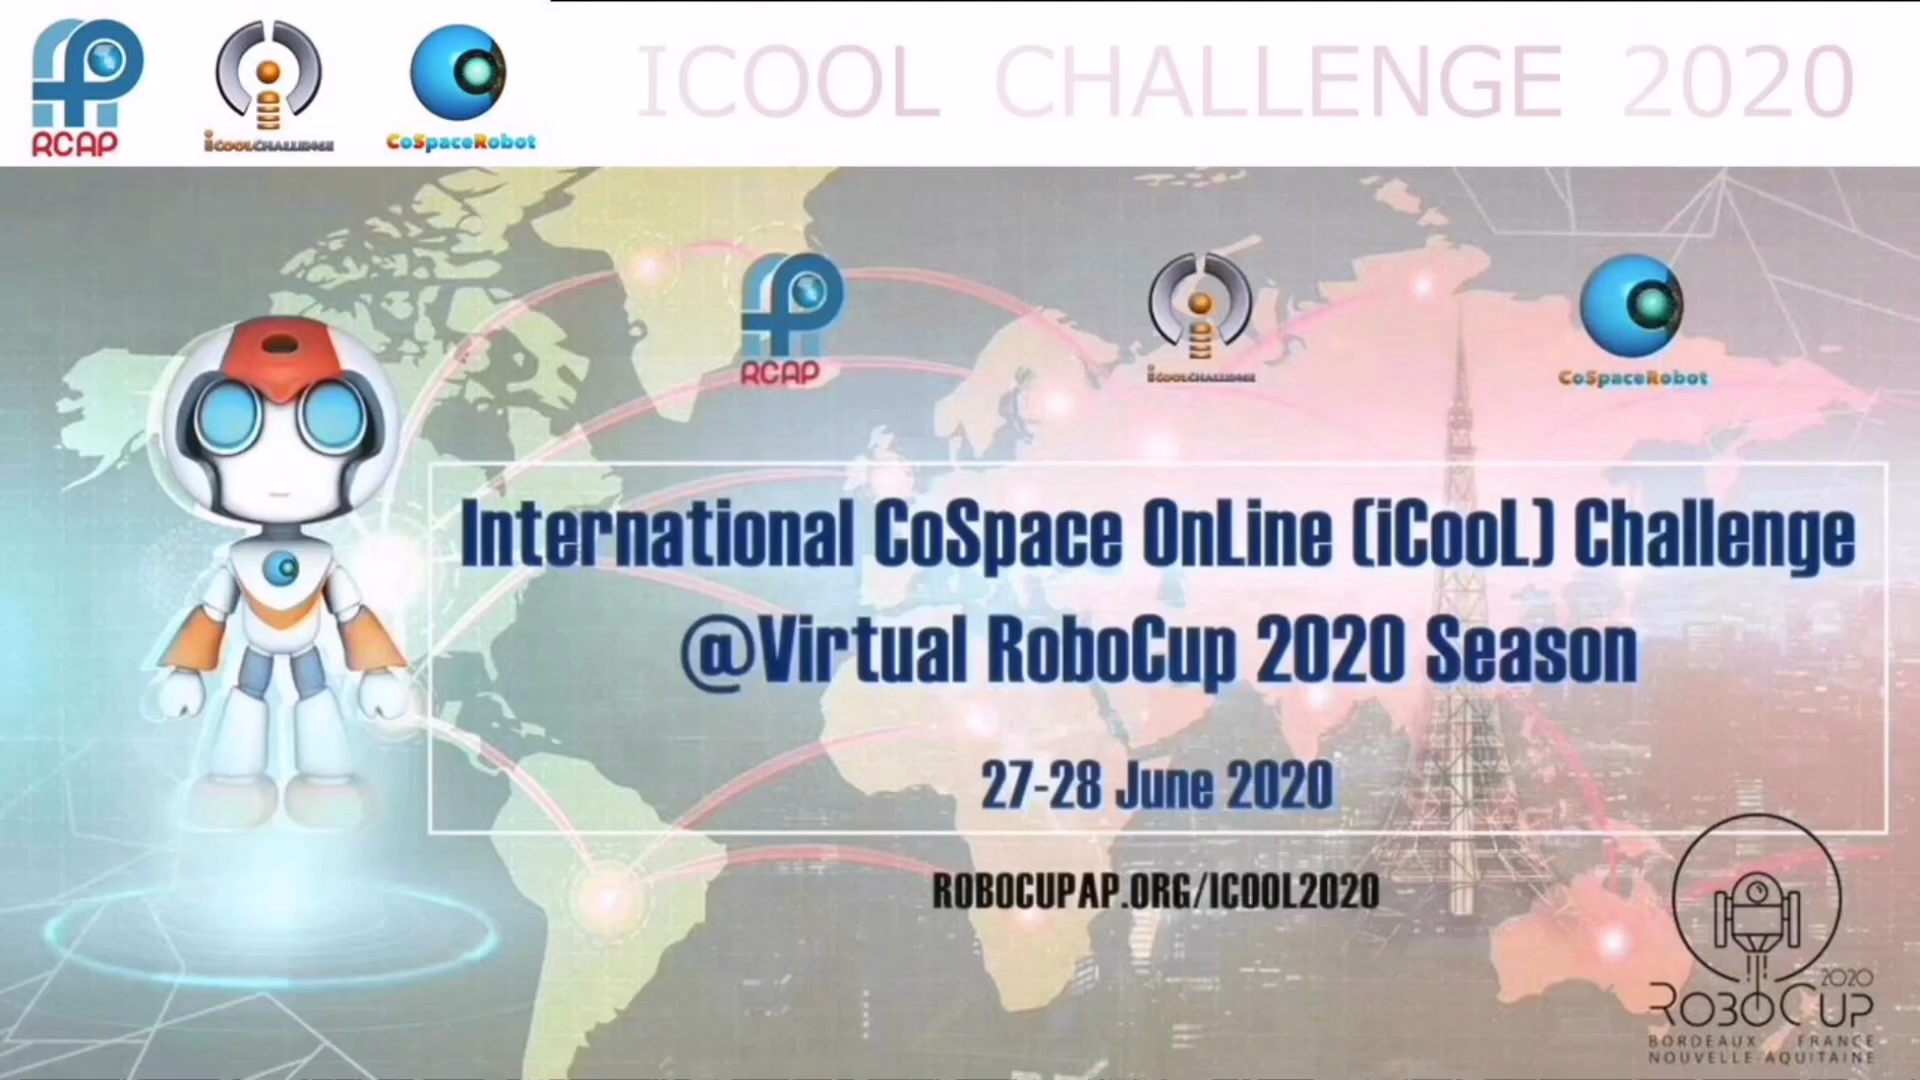 RCAP
iCOOLCHALLENGE
CoSpaceRobot
ICOOL CHALLENGE 2020
RCAP
iCOOLCHALLENGE
CoSpaceRobot
International CoSpace OnLine (iCooL) Challenge
@Virtual RoboCup 2020 Season
27-28 June 2020
ROBOCUPAP.ORG/ICOOL2020
2020
ROBOCUP
BORDEAUX FRANCE
NOUVELLE-AQUITAINE